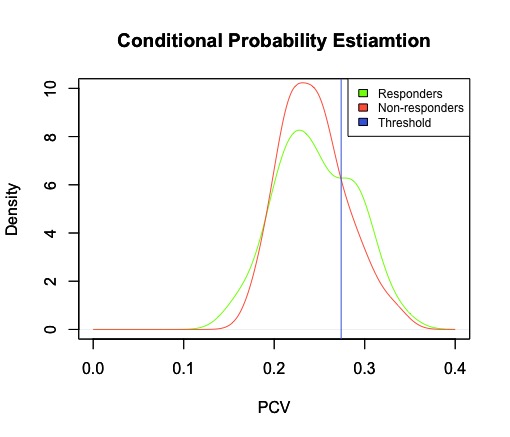 Conditional Probability Estiamtion
Responders
Non-responders
Threshold
Density
10
8
6
4
2
0
0.0 0.1 0.2 0.3 0.4
PCV